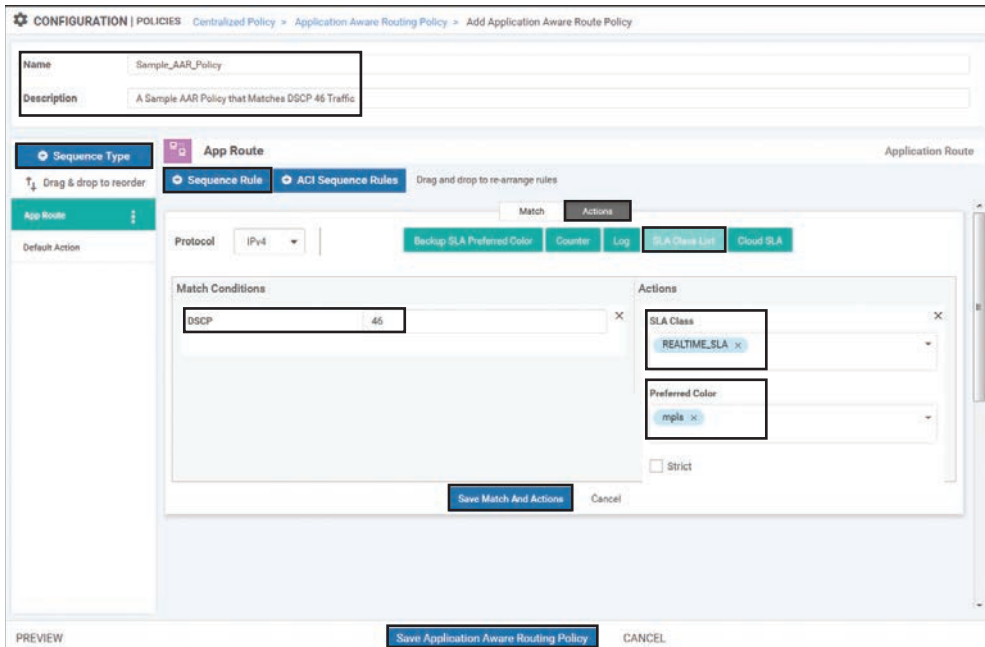 CONFIGURATION | POLICIES Centralized Policy > Application Aware Routing Policy > Add Application Aware Route Policy
Name Sample_AAR_Policy
Description A Sample AAR Policy that Matches DSCP 46 Traffic
Sequence Type
Drag & drop to reorder
App Route
Default Action
App Route Application Route
Sequence Rule ACI Sequence Rules Drag and drop to re-arrange rules
Match Actions
Protocol IPv4 Backup SLA Preferred Color Counter Log SLA Class List Cloud SLA
Match Conditions
DSCP 46
Actions
SLA Class
REALTIME_SLA ×
Preferred Color
mpls ×
Strict
Save Match And Actions Cancel
PREVIEW Save Application Aware Routing Policy CANCEL